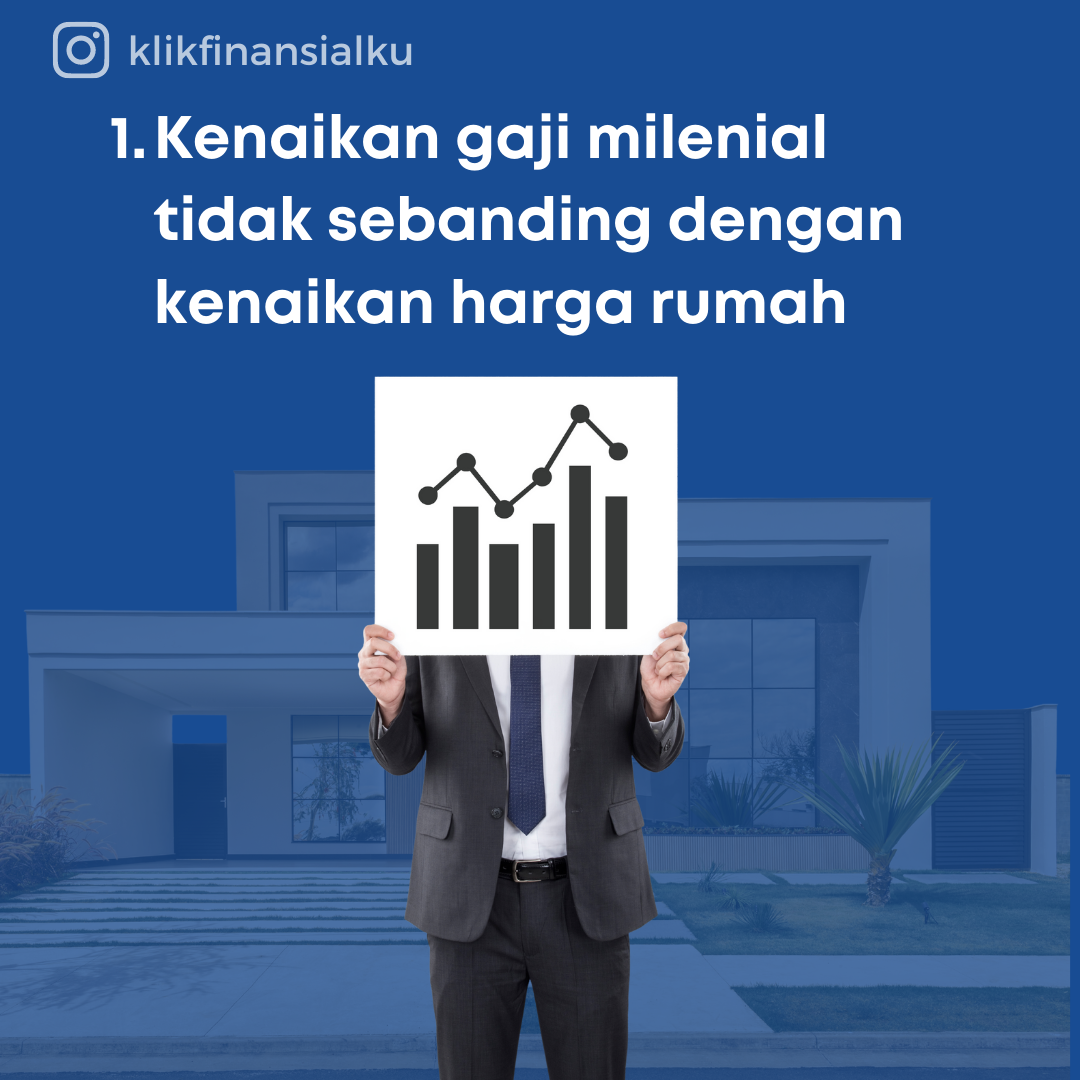 klikfinansialku
1. Kenaikan gaji milenial
tidak sebanding dengan
kenaikan harga rumah